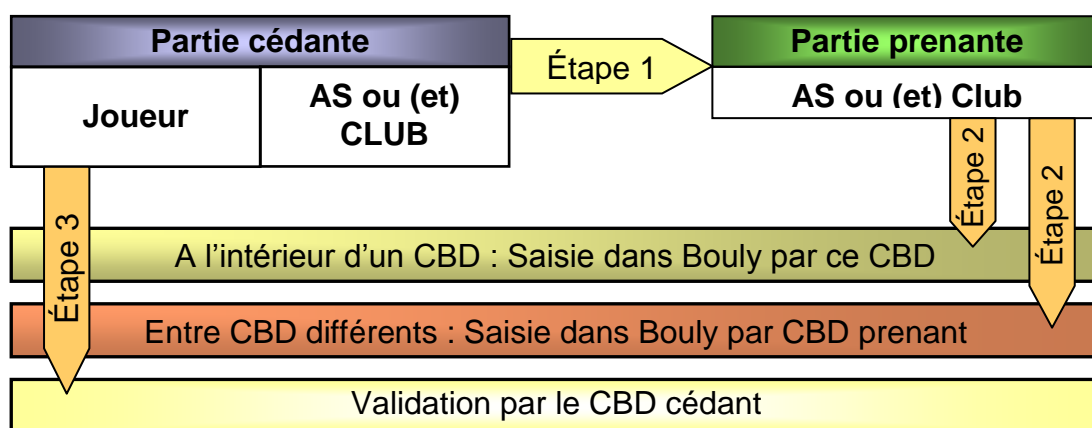 Partie cédante
Étape 1
Partie prenante
Joueur
AS ou (et)
CLUB
AS ou (et) Club
Étape 2
Étape 2
Étape 3
A l’intérieur d’un CBD : Saisie dans Bouly par ce CBD
Entre CBD différents : Saisie dans Bouly par CBD prenant
Validation par le CBD cédant